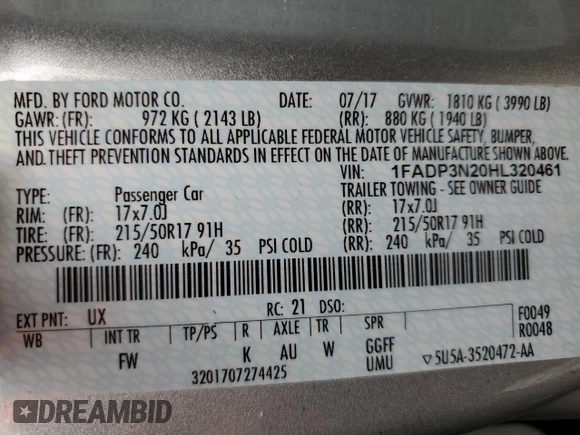 MFD. BY FORD MOTOR CO. DATE: 07/17 GVWR: 1810 KG ( 3990 LB)
GAWR: (FR): 972 KG ( 2143 LB) (RR): 880 KG ( 1940 LB)
THIS VEHICLE CONFORMS TO ALL APPLICABLE FEDERAL MOTOR VEHICLE SAFETY, BUMPER,
AND THEFT PREVENTION STANDARDS IN EFFECT ON THE DATE OF MANUFACTURE SHOWN ABOVE.
VIN: 1FADP3N20HL320461
TYPE: Passenger Car TRAILER TOWING - SEE OWNER GUIDE
RIM: (FR): 17x7.0J (RR): 17x7.0J
TIRE: (FR): 215/50R17 91H (RR): 215/50R17 91H
PRESSURE: (FR): 240 kPa/ 35 PSI COLD (RR): 240 kPa/ 35 PSI COLD
EXT PNT: UX RC: 21 DSO: F0049
WB INT TR TP/PS R AXLE TR SPR R0048
FW K AU W GGFF
UMU
3201707274425 ▽5U5A-3520472-AA
DREAMBID